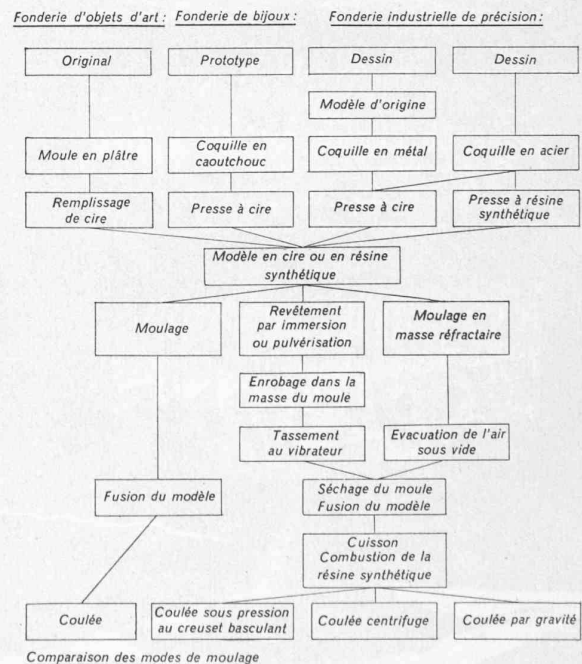 Fonderie d'objets d'art :
Fonderie de bijoux :
Fonderie industrielle de précision :
Original
Prototype
Dessin
Dessin
Modèle d'origine
Moule en plâtre
Coquille en
caoutchouc
Coquille en métal
Coquille en acier
Remplissage
de cire
Presse à cire
Presse à cire
Presse à résine
synthétique
Modèle en cire ou en résine
synthétique
Moulage
Revêtement
par immersion
ou pulvérisation
Moulage en
masse réfractaire
Enrobage dans la
masse du moule
Tassement
au vibrateur
Evacuation de l'air
sous vide
Fusion du modèle
Séchage du moule
Fusion du modèle
Cuisson
Combustion de la
résine synthétique
Coulée
Coulée sous pression
au creuset basculant
Coulée centrifuge
Coulée par gravité
Comparaison des modes de moulage